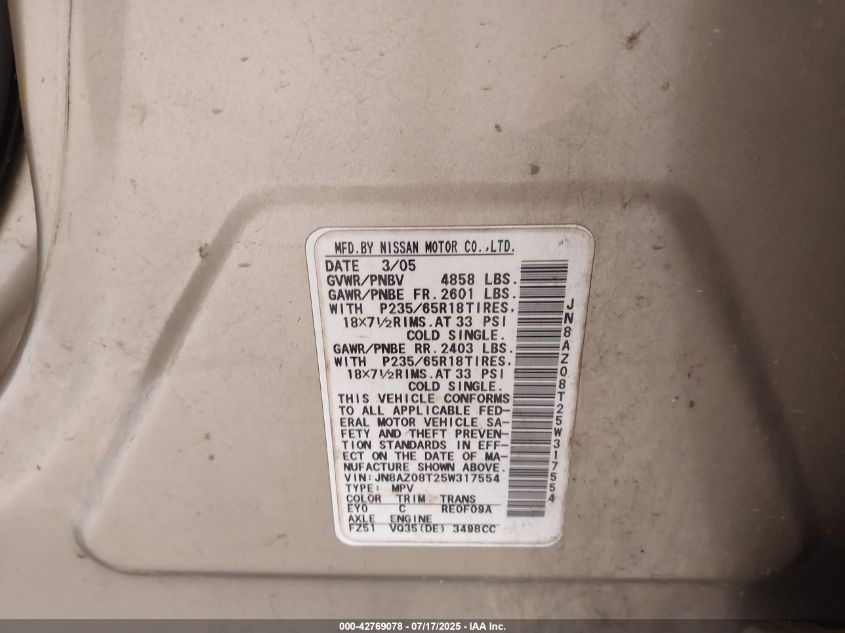 MFD.BY NISSAN MOTOR CO.,LTD.
DATE 3/05
GVWR/PNBV 4858 LBS.
GAWR/PNBE FR.2601 LBS.
WITH P235/65R18TIRES,
18×7½RIMS.AT 33 PSI
COLD SINGLE.
GAWR/PNBE RR.2403 LBS.
WITH P235/65R18TIRES,
18×7½RIMS.AT 33 PSI
COLD SINGLE.
THIS VEHICLE CONFORMS
TO ALL APPLICABLE FED-
ERAL MOTOR VEHICLE SA-
FETY AND THEFT PREVEN-
TION STANDARDS IN EFF-
ECT ON THE DATE OF MA-
NUFACTURE SHOWN ABOVE.
VIN:JN8AZ08T25W317554
TYPE: MPV
COLOR TRIM TRANS
EY0 C RE0F09A
AXLE ENGINE
FZ51 VQ35(DE) 3498CC
JN8AZ08T25W317554
000-42769078 - 07/17/2025 - IAA Inc.